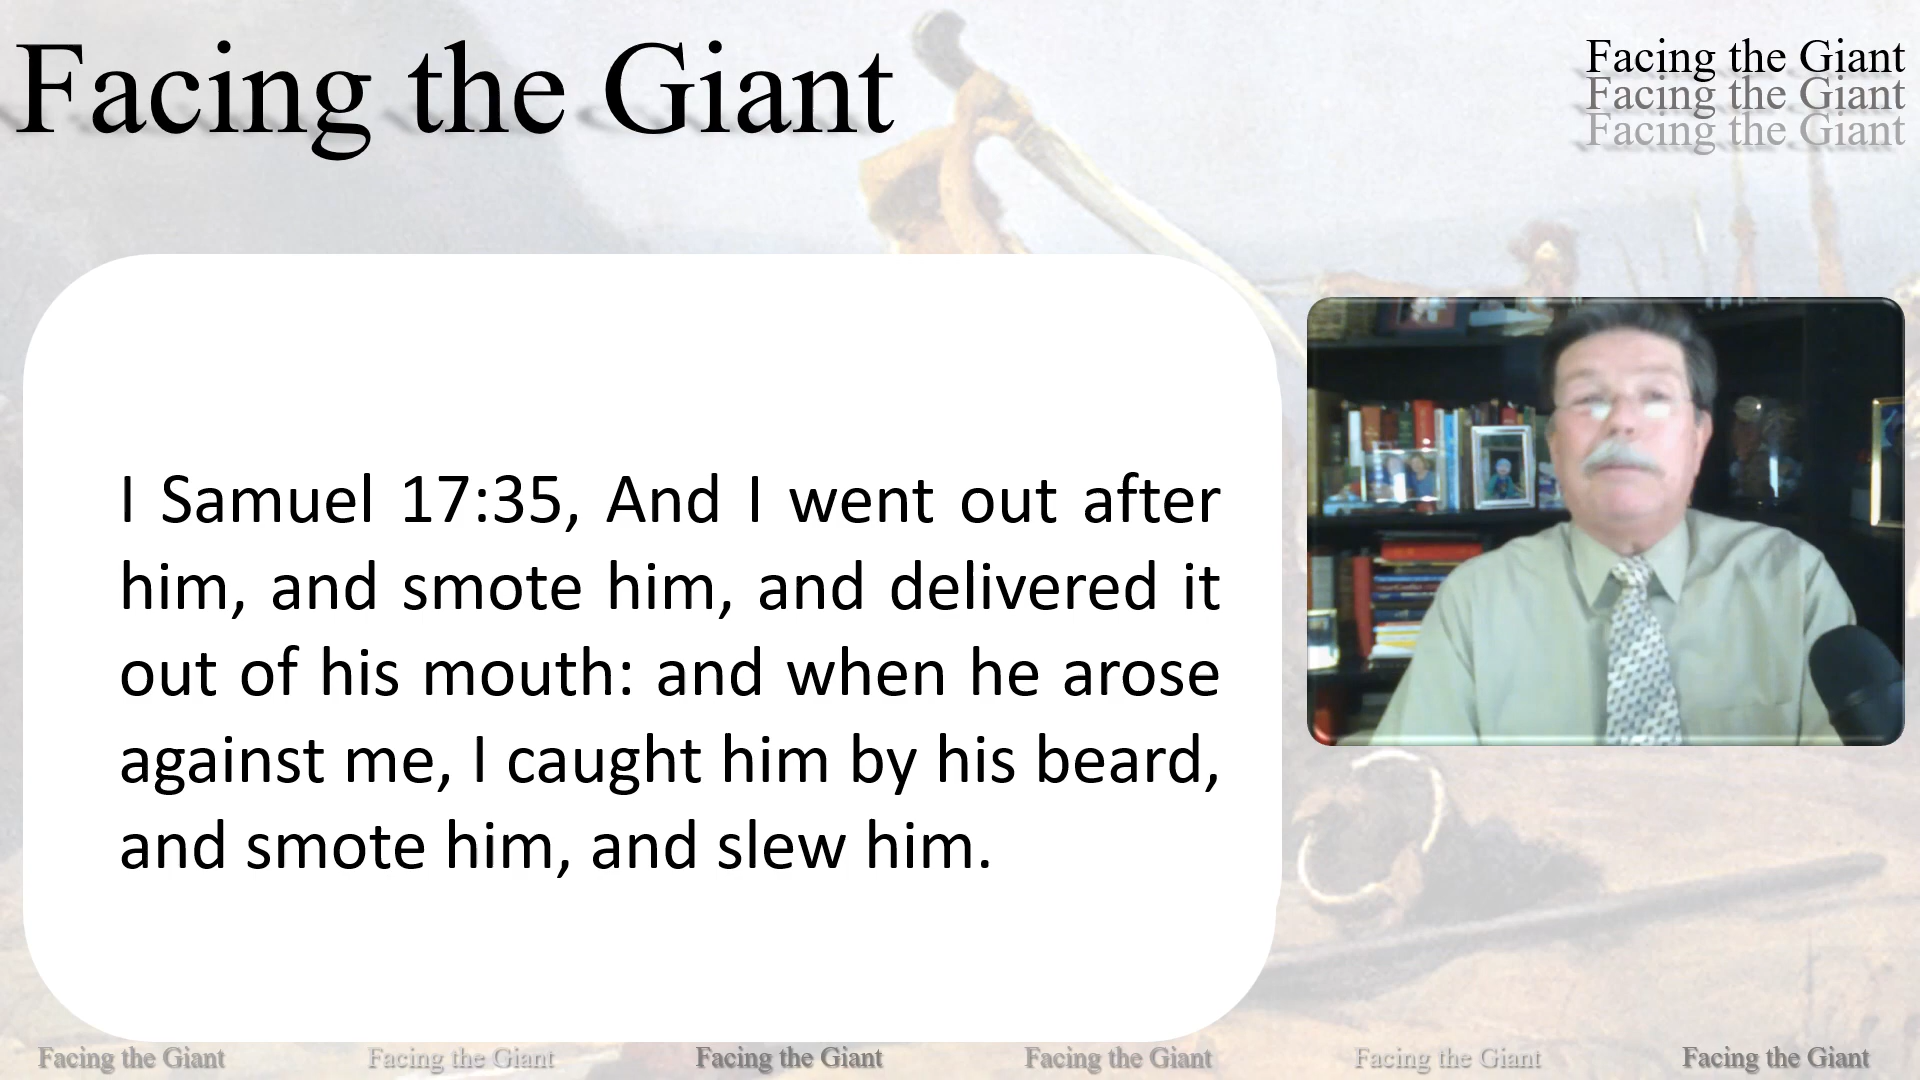 Facing the Giant
Facing the Giant
Facing the Giant
Facing the Giant
I Samuel 17:35, And I went out after
him, and smote him, and delivered it
out of his mouth: and when he arose
against me, I caught him by his beard,
and smote him, and slew him.
Facing the Giant
Facing the Giant
Facing the Giant
Facing the Giant
Facing the Giant
Facing the Giant